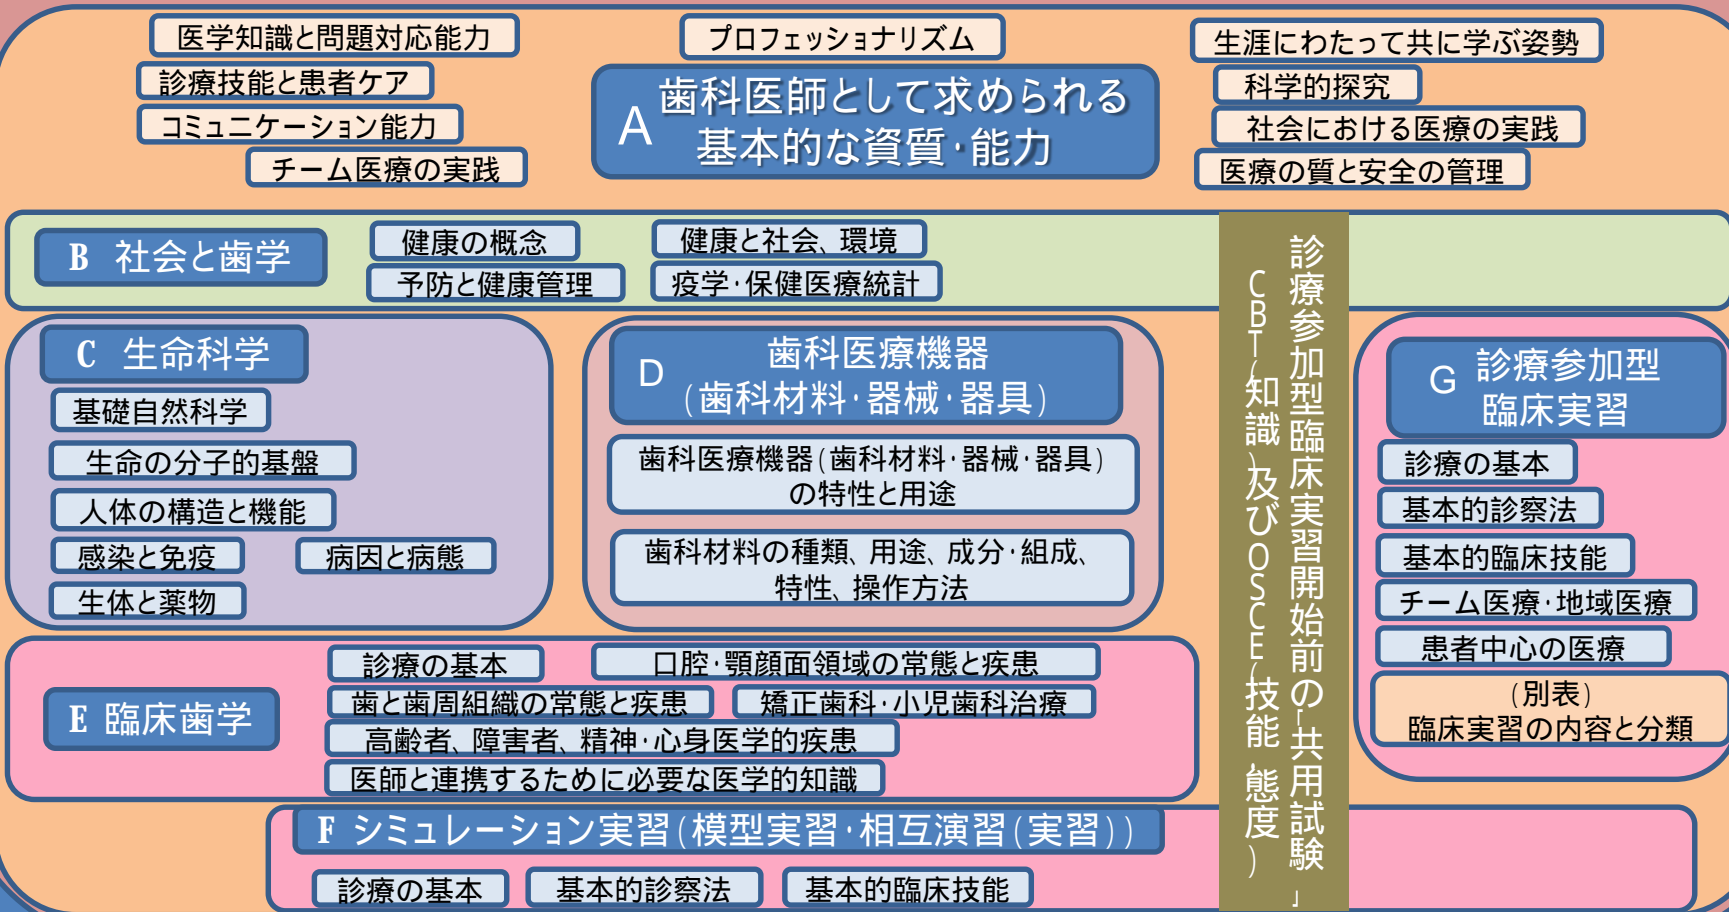 医学知識と問題対応能力
診療技能と患者ケア
コミュニケーション能力
チーム医療の実践
プロフェッショナリズム
A 歯科医師として求められる
基本的な資質・能力
生涯にわたって共に学ぶ姿勢
科学的探究
社会における医療の実践
医療の質と安全の管理
B 社会と歯学
健康の概念
健康と社会、環境
予防と健康管理
疫学・保健医療統計
C 生命科学
基礎自然科学
生命の分子的基盤
人体の構造と機能
感染と免疫
病因と病態
生体と薬物
D 歯科医療機器
(歯科材料・器械・器具)
歯科医療機器(歯科材料・器械・器具)
の特性と用途
歯科材料の種類、用途、成分・組成、
特性、操作方法
E 臨床歯学
診療の基本
口腔・顎顔面領域の常態と疾患
歯と歯周組織の常態と疾患
矯正歯科・小児歯科治療
高齢者、障害者、精神・心身医学的疾患
医師と連携するために必要な医学的知識
F シミュレーション実習(模型実習・相互演習(実習))
診療の基本
基本的診察法
基本的臨床技能
診療参加型臨床実習開始前の「共用試験」
CBT(知識)及びOSCE(技能、態度)
G 診療参加型
臨床実習
診療の基本
基本的診察法
基本的臨床技能
チーム医療・地域医療
患者中心の医療
(別表)
臨床実習の内容と分類